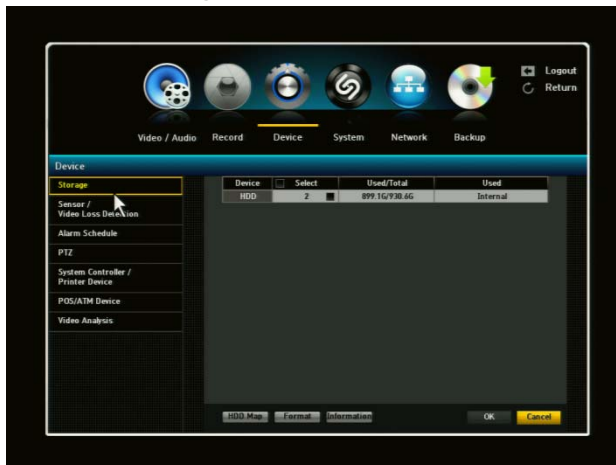 Logout
Return
Video / Audio Record Device System Network Backup
Device
Storage
Sensor /
Video Loss Detection
Alarm Schedule
PTZ
System Controller /
Printer Device
POS/ATM Device
Video Analysis
Device Select Used/Total Used
HDD 2 899.1G/930.6G Internal
HDD Map Format Information OK Cancel